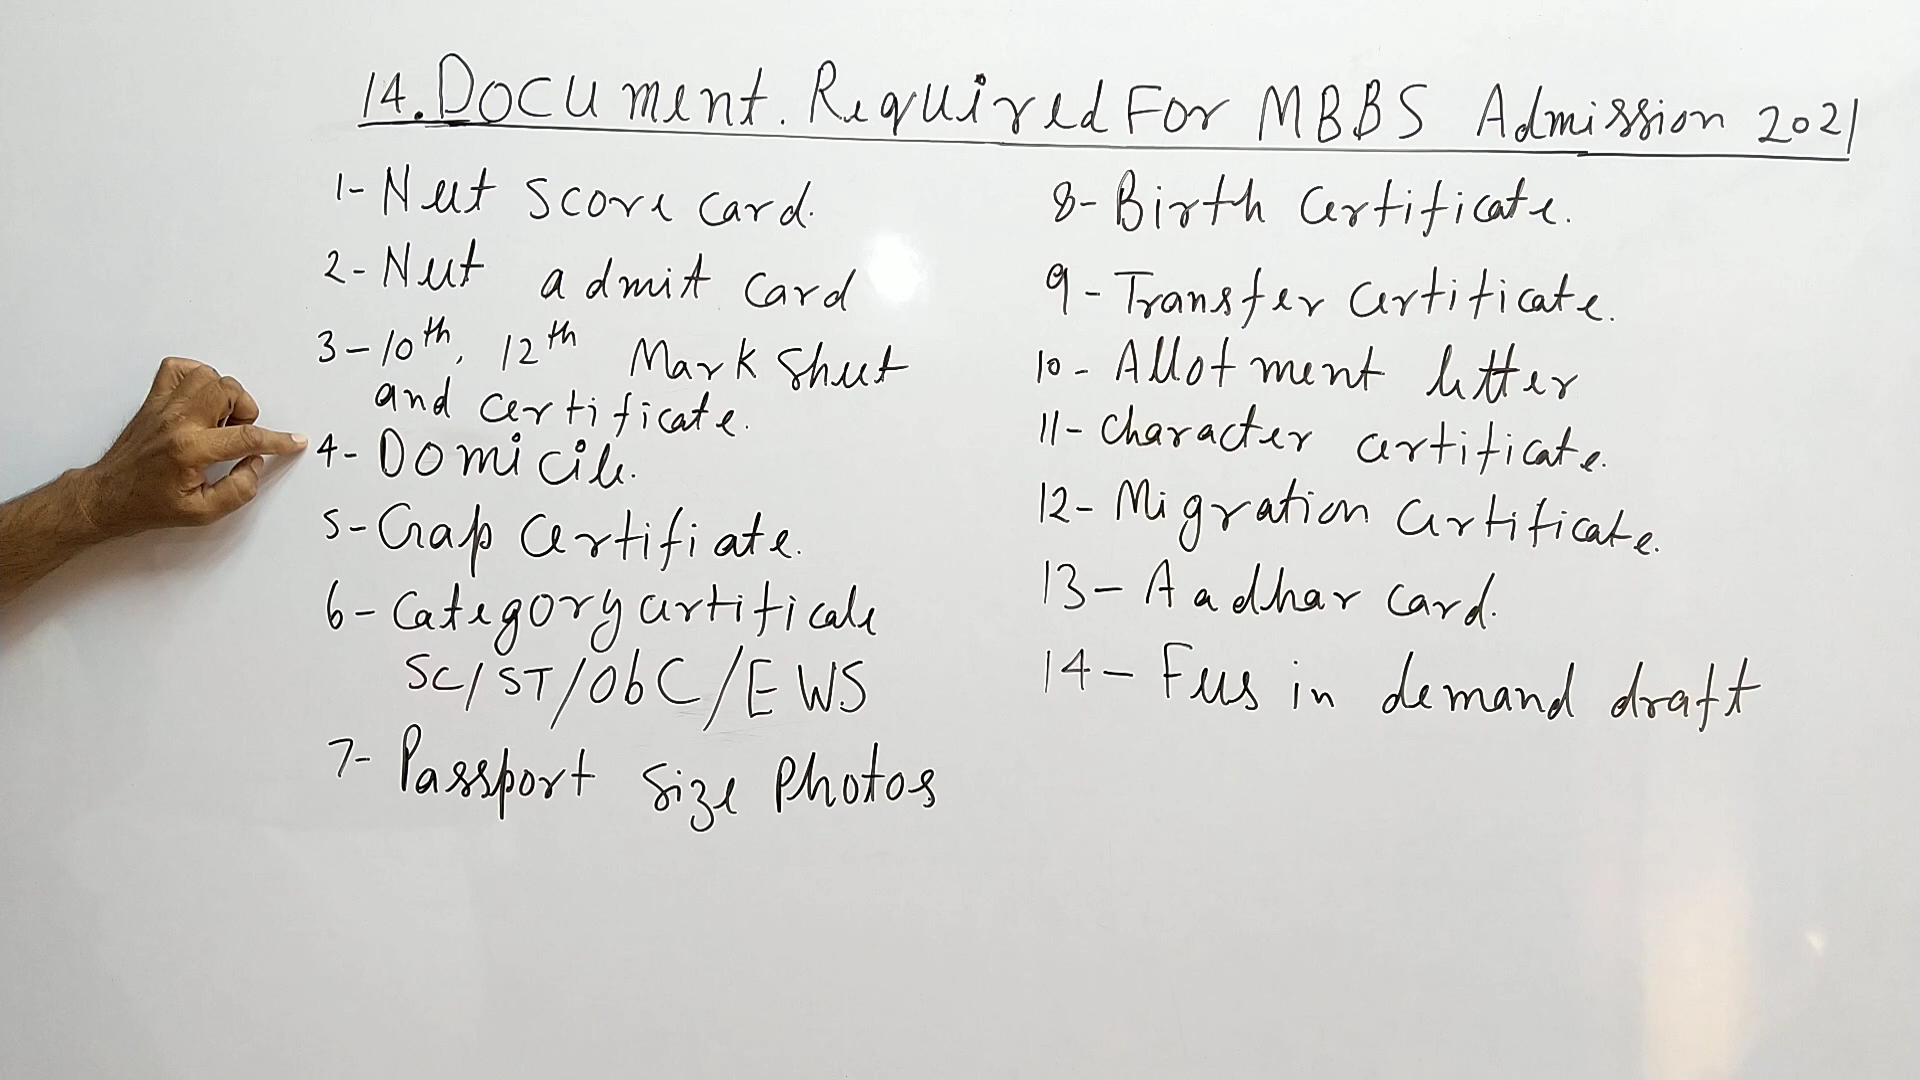 14. Document. Required For MBBS Admission 2021
1- Neet Score card.
2- Neet admit card
3- 10th, 12th Mark Sheet
and certificate.
4- Domicile.
5- Gap Certifiate.
6- Category certificate
SC/ST/ObC/EWS
7- Passport Size Photos
8- Birth Certificate.
9- Transfer Certificate.
10- Allotment letter
11- Character Certificate.
12- Migration Certificate.
13- Aadhar Card.
14- Fees in demand draft